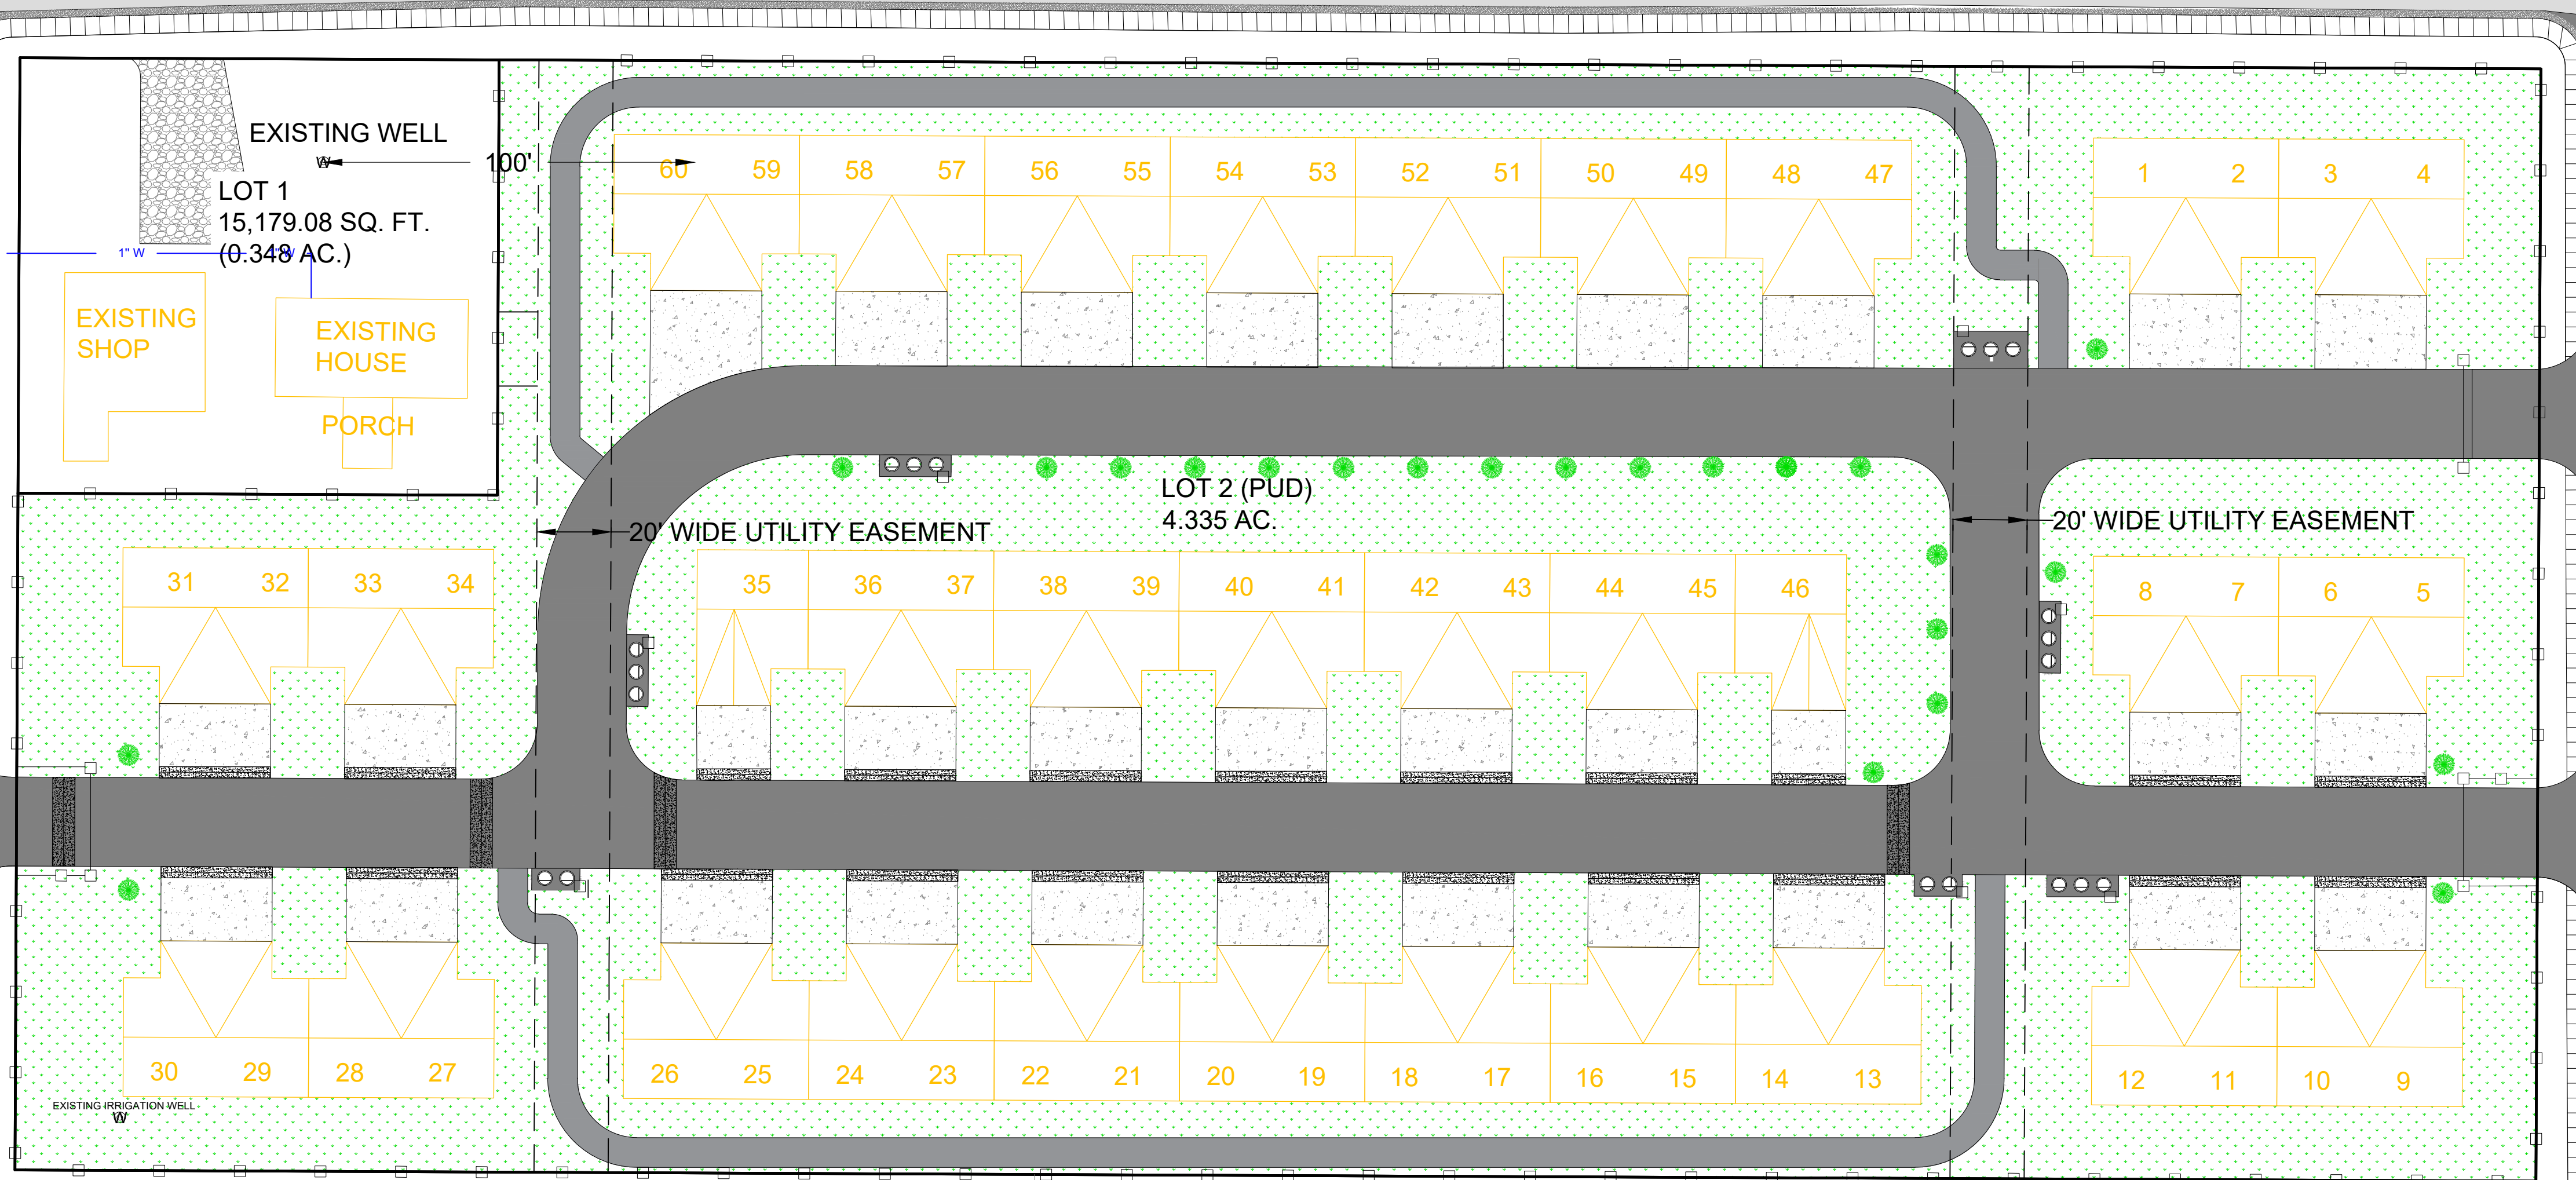 EXISTING WELL
W
100'
LOT 1
15,179.08 SQ. FT.
(0.348 AC.)
1" W
1" W
EXISTING
SHOP
EXISTING
HOUSE
PORCH
60 59 58 57 56 55 54 53 52 51 50 49 48 47
1 2 3 4
LOT 2 (PUD)
4.335 AC.
20' WIDE UTILITY EASEMENT
20' WIDE UTILITY EASEMENT
31 32 33 34
35 36 37 38 39 40 41 42 43 44 45 46
8 7 6 5
30 29 28 27
26 25 24 23 22 21 20 19 18 17 16 15 14 13
12 11 10 9
EXISTING IRRIGATION WELL
W